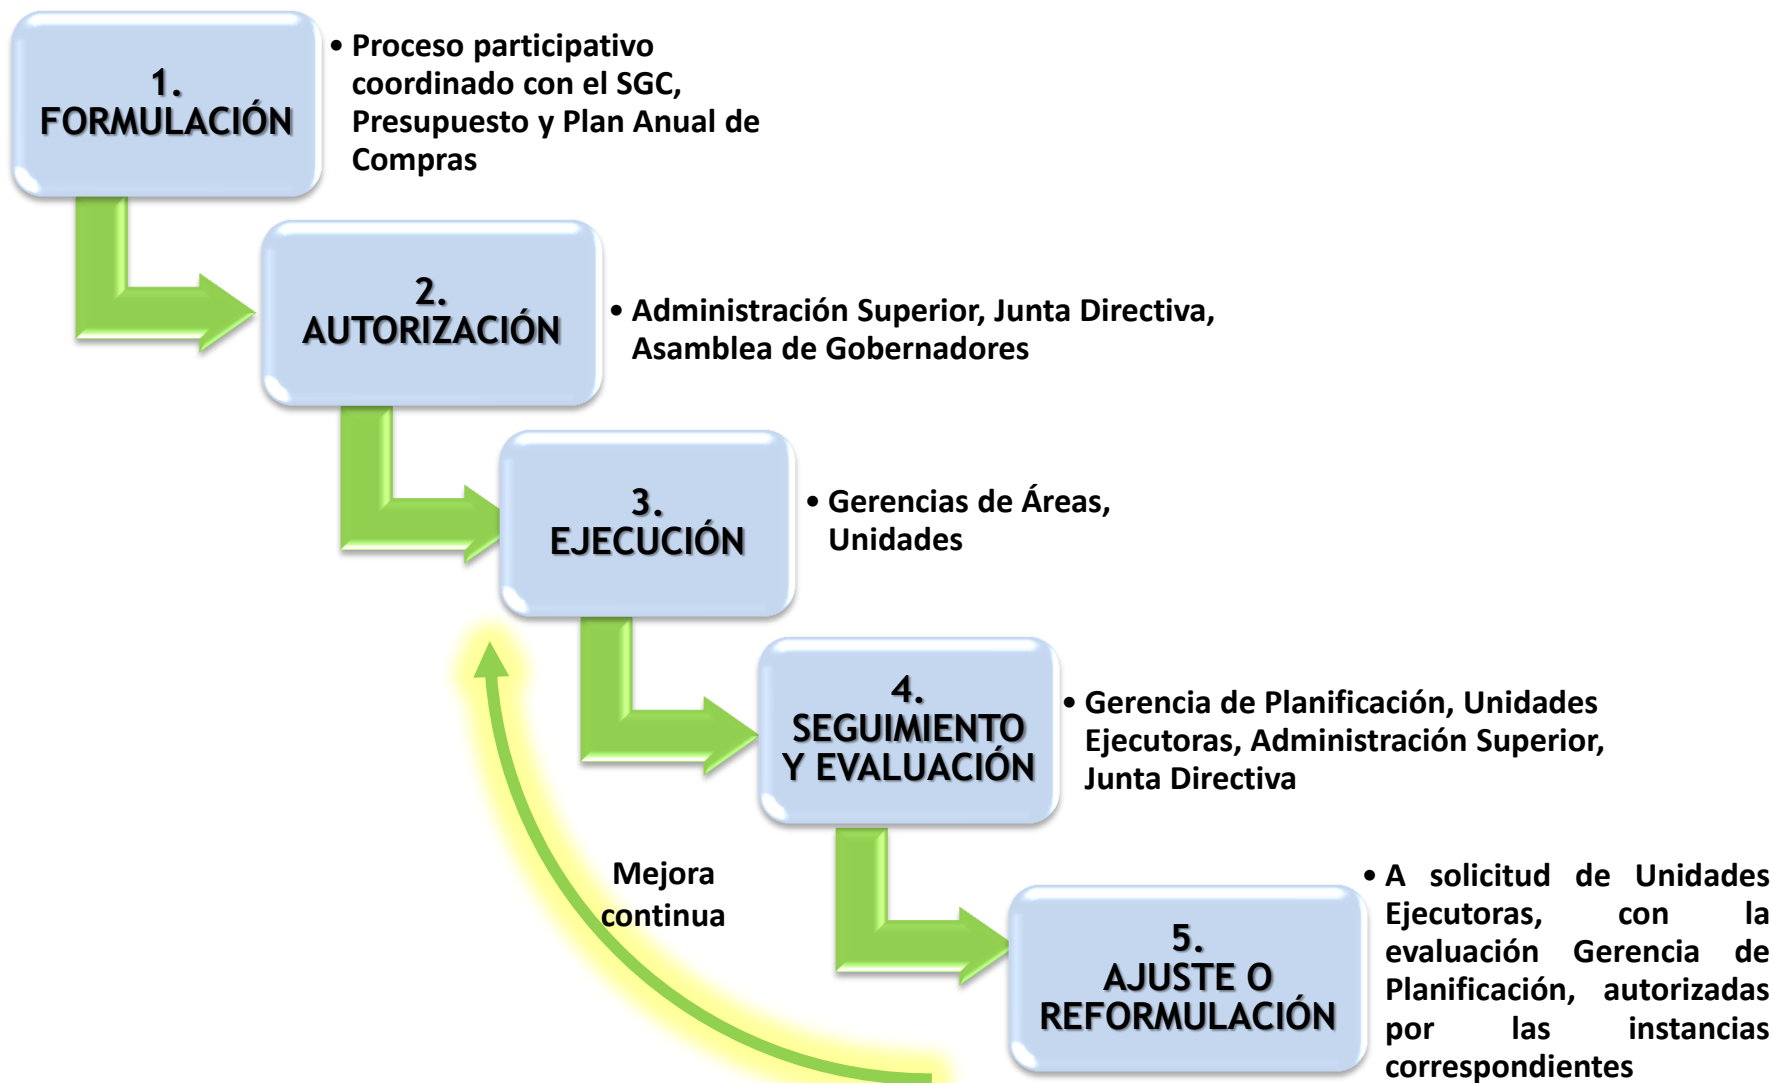 1.
FORMULACIÓN
• Proceso participativo
coordinado con el SGC,
Presupuesto y Plan Anual de
Compras
2.
AUTORIZACIÓN
• Administración Superior, Junta Directiva,
Asamblea de Gobernadores
3.
EJECUCIÓN
• Gerencias de Áreas,
Unidades
4.
SEGUIMIENTO
Y EVALUACIÓN
• Gerencia de Planificación, Unidades
Ejecutoras, Administración Superior,
Junta Directiva
Mejora
continua
5.
AJUSTE O
REFORMULACIÓN
• A solicitud de Unidades
Ejecutoras, con la
evaluación Gerencia de
Planificación, autorizadas
por las instancias
correspondientes